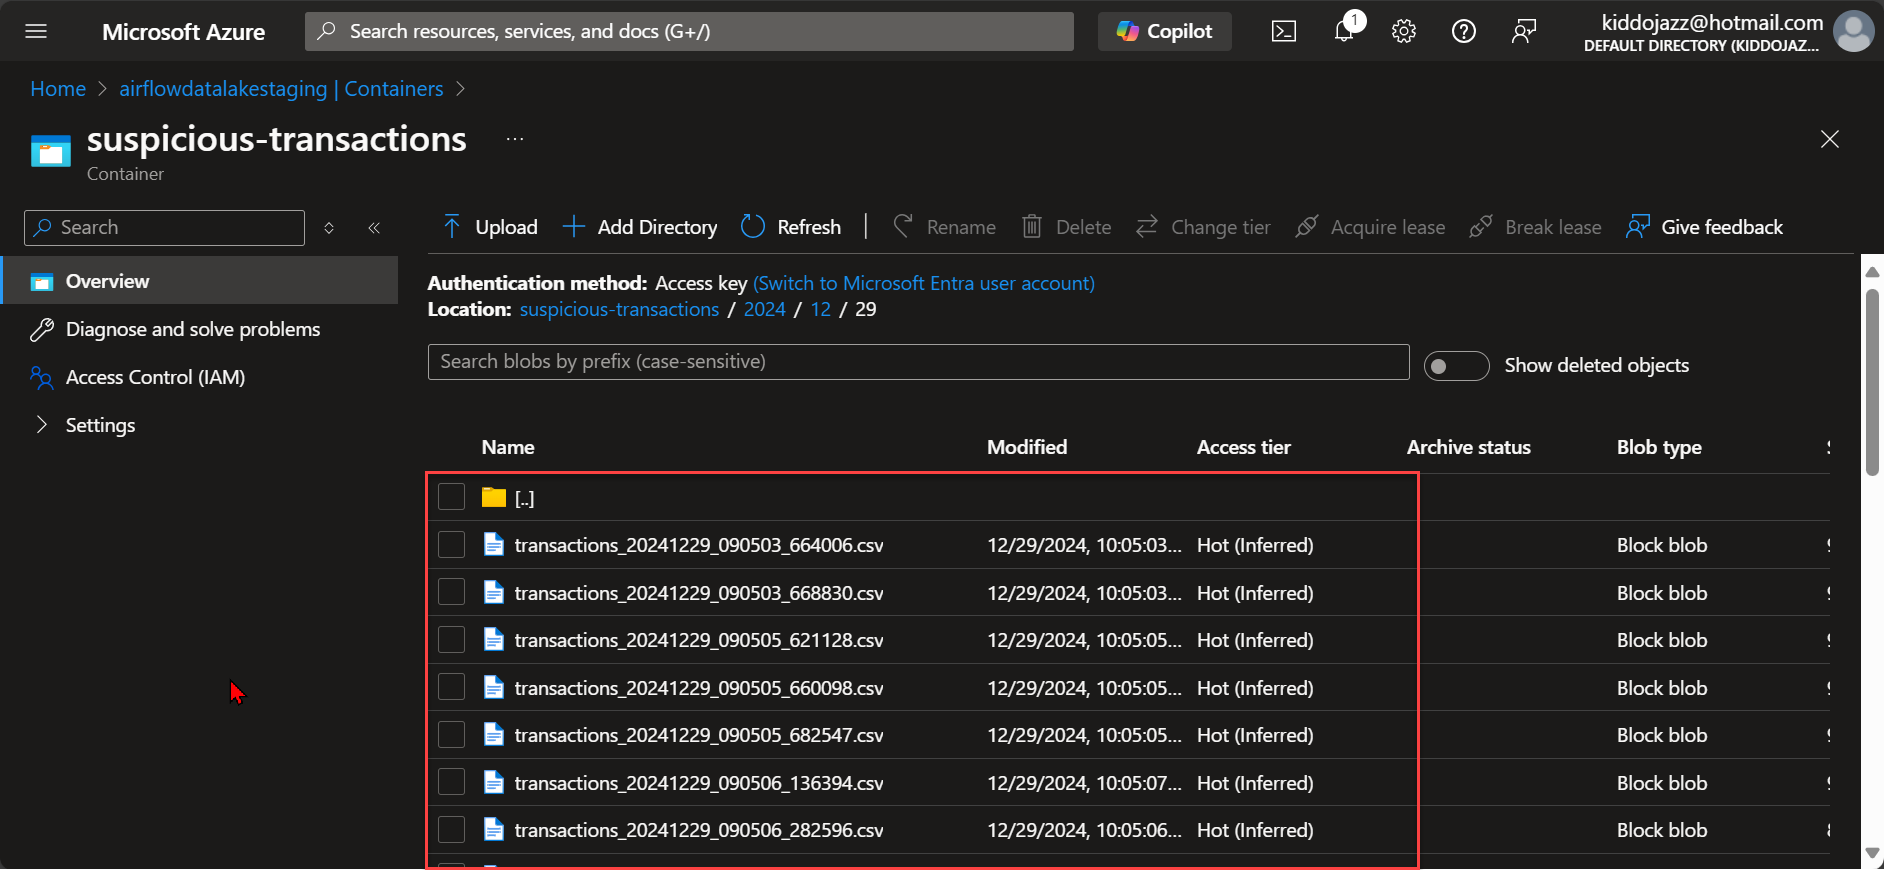 Microsoft Azure
Search resources, services, and docs (G+/)
Copilot
1
kiddojazz@hotmail.com
DEFAULT DIRECTORY (KIDDOJAZ...
Home > airflowdatalakestaging | Containers >
suspicious-transactions ...
Container
Search
Overview
Diagnose and solve problems
Access Control (IAM)
Settings
Upload Add Directory Refresh Rename Delete Change tier Acquire lease Break lease Give feedback
Authentication method: Access key (Switch to Microsoft Entra user account)
Location: suspicious-transactions / 2024 / 12 / 29
Search blobs by prefix (case-sensitive)
Show deleted objects
Name Modified Access tier Archive status Blob type
[..]
transactions_20241229_090503_664006.csv 12/29/2024, 10:05:03... Hot (Inferred) Block blob
transactions_20241229_090503_668830.csv 12/29/2024, 10:05:03... Hot (Inferred) Block blob
transactions_20241229_090505_621128.csv 12/29/2024, 10:05:05... Hot (Inferred) Block blob
transactions_20241229_090505_660098.csv 12/29/2024, 10:05:05... Hot (Inferred) Block blob
transactions_20241229_090505_682547.csv 12/29/2024, 10:05:05... Hot (Inferred) Block blob
transactions_20241229_090506_136394.csv 12/29/2024, 10:05:07... Hot (Inferred) Block blob
transactions_20241229_090506_282596.csv 12/29/2024, 10:05:06... Hot (Inferred) Block blob